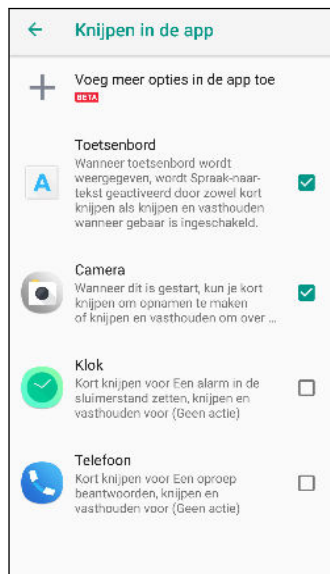 Knijpen in de app
Voeg meer opties in de app toe
BETA
Toetsenbord
Wanneer toetsenbord wordt
weergegeven, wordt Spraak-naar-
tekst geactiveerd door zowel kort
knijpen als knijpen en vasthouden
wanneer gebaar is ingeschakeld.
A
Camera
Wanneer dit is gestart, kun je kort
knijpen om opnamen te maken
of knijpen en vasthouden om over ...
Klok
Kort knijpen voor Een alarm in de
sluimerstand zetten, knijpen en
vasthouden voor (Geen actie)
Telefoon
Kort knijpen voor Een oproep
beantwoorden, knijpen en
vasthouden voor (Geen actie)